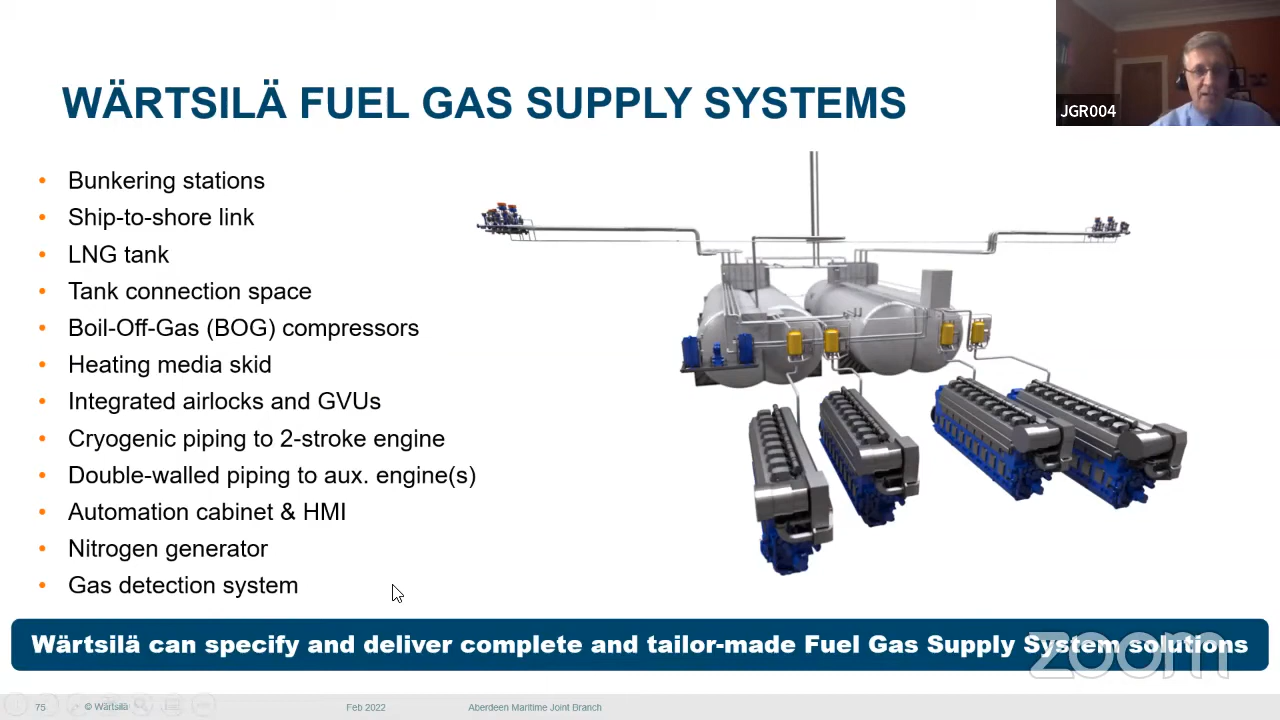 WÄRTSILÄ FUEL GAS SUPPLY SYSTEMS
JGR004
• Bunkering stations
• Ship-to-shore link
• LNG tank
• Tank connection space
• Boil-Off-Gas (BOG) compressors
• Heating media skid
• Integrated airlocks and GVUs
• Cryogenic piping to 2-stroke engine
• Double-walled piping to aux. engine(s)
• Automation cabinet & HMI
• Nitrogen generator
• Gas detection system
Wärtsilä can specify and deliver complete and tailor-made Fuel Gas Supply System solutions
zoom
75 © Wärtsilä Feb 2022 Aberdeen Maritime Joint Branch